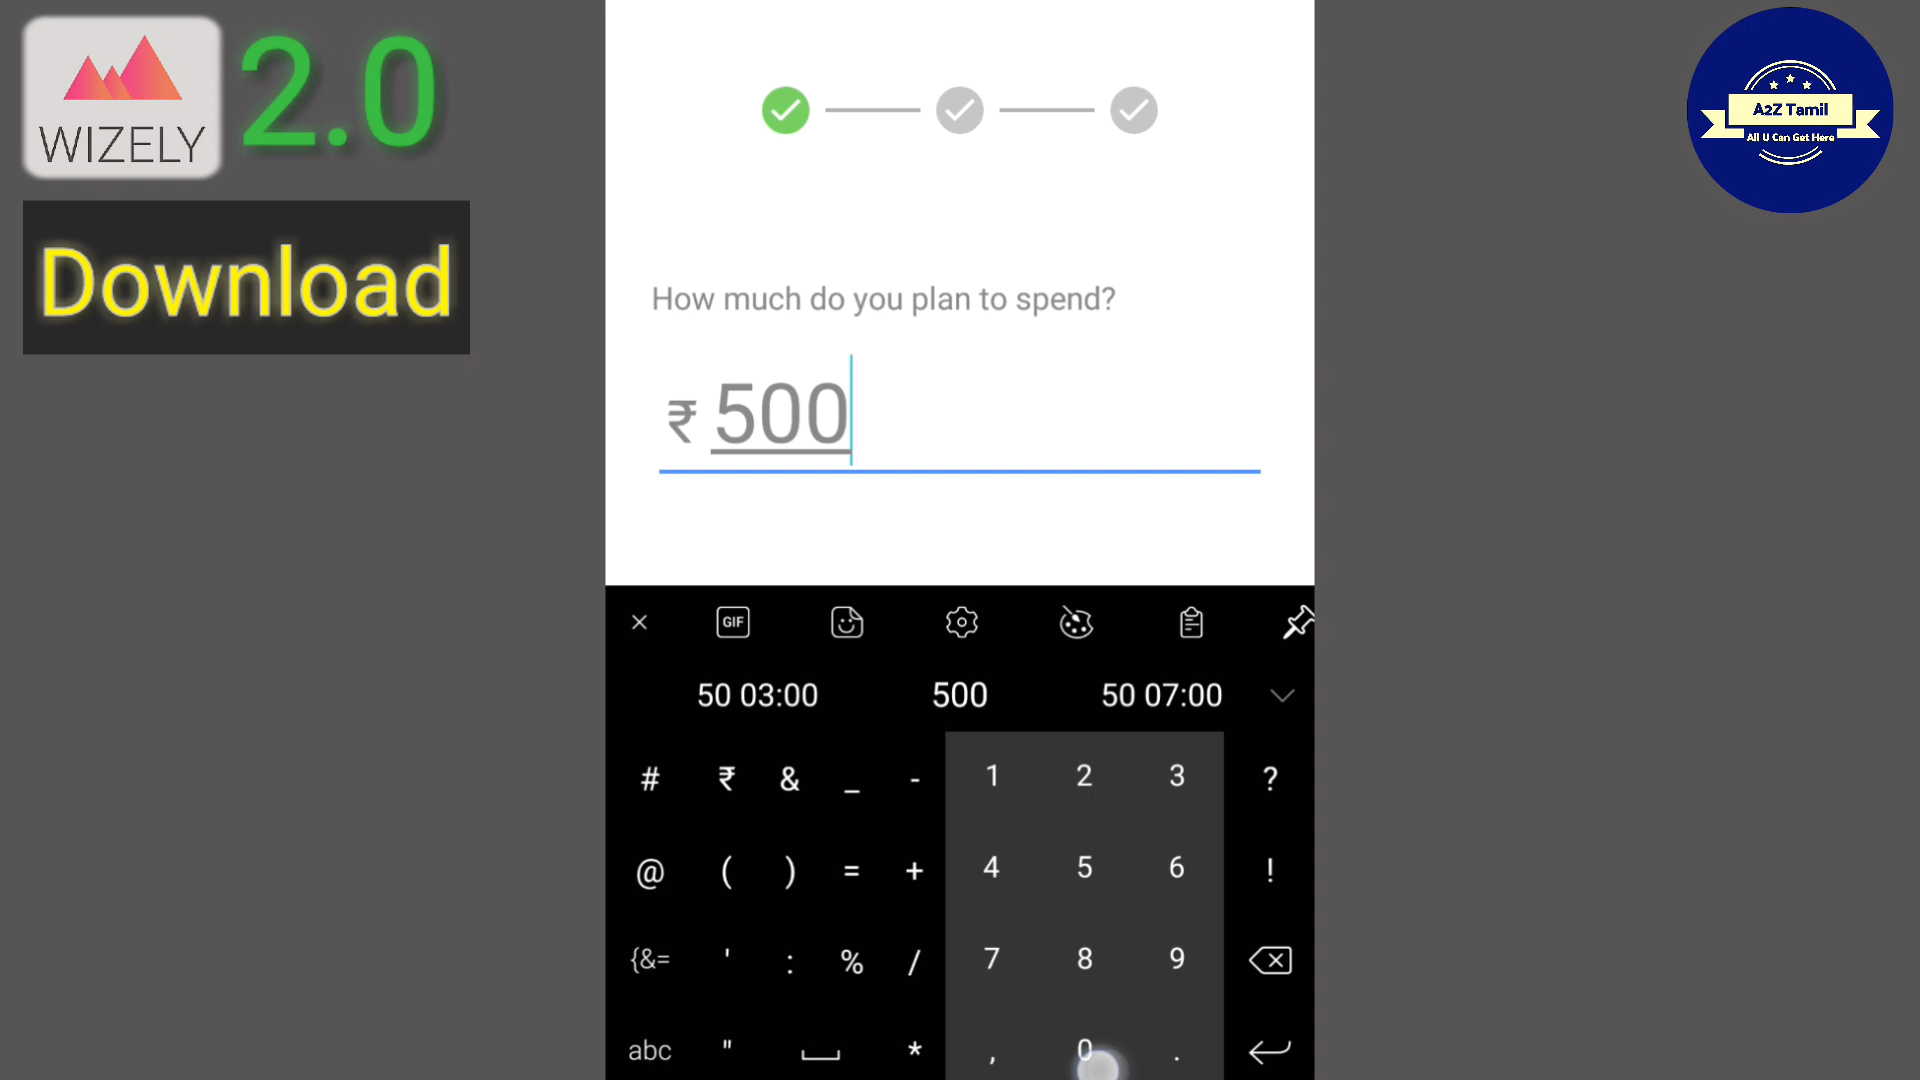 WIZELY
2.0
Download
A2Z Tamil
All U Can Get Here
How much do you plan to spend?
₹ 500
GIF
50 03:00 500 50 07:00
# ₹ & _ - 1 2 3 ?
@ ( ) = + 4 5 6 !
{&= ' : % / 7 8 9
abc " * , 0 .